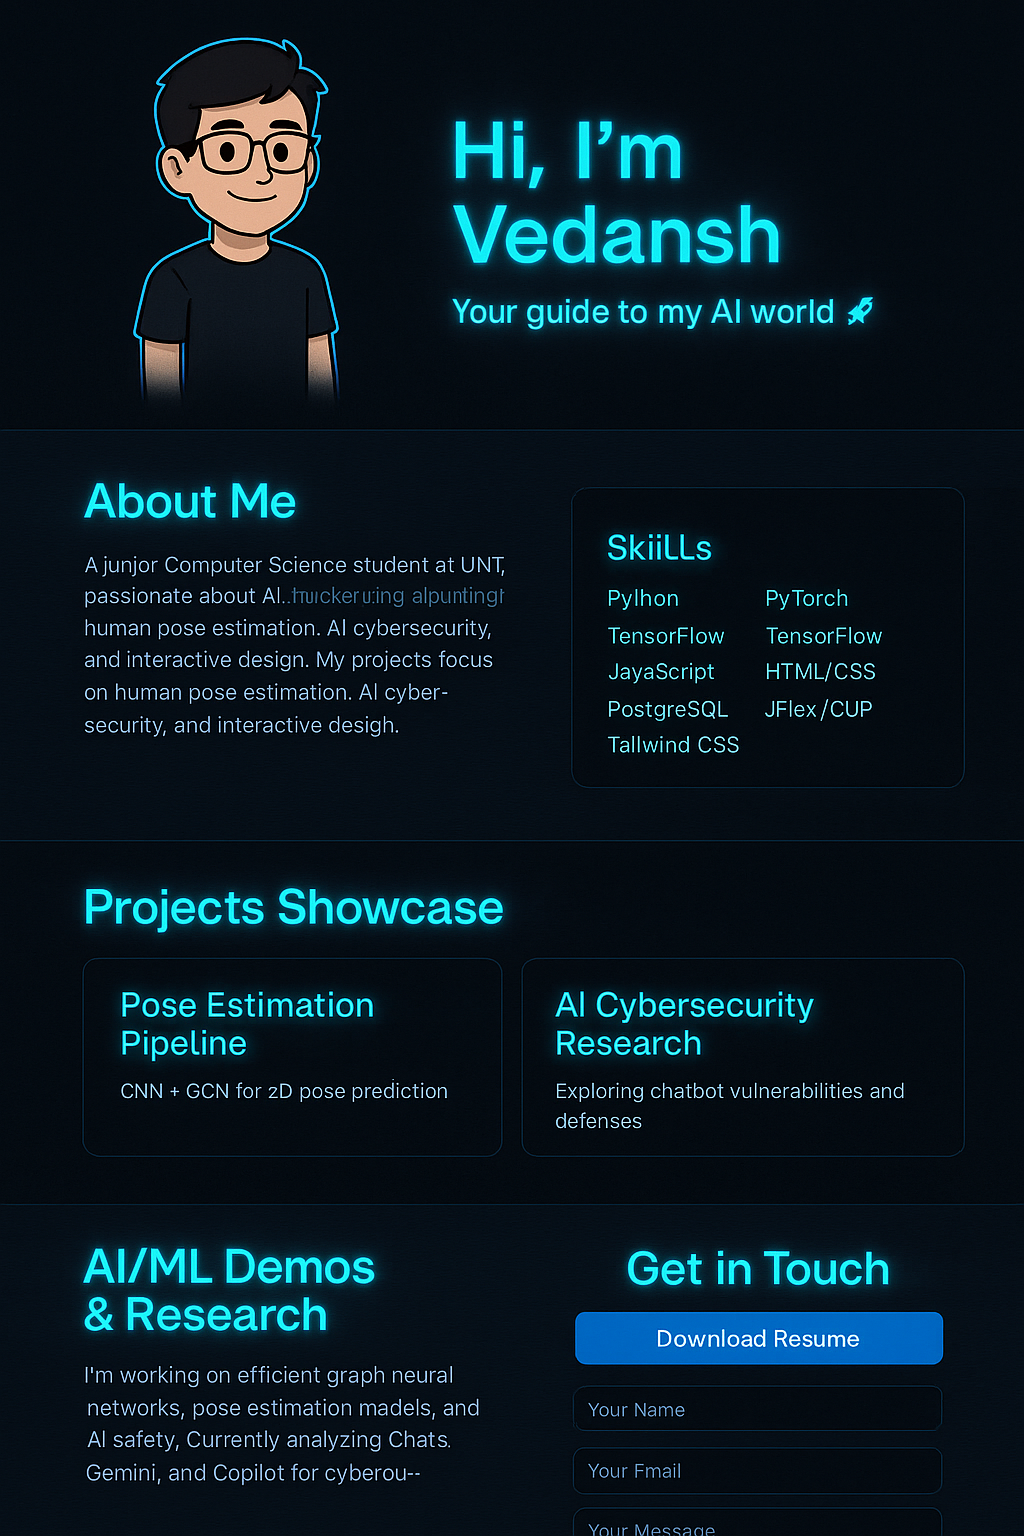 Hi, I'm
Vedansh
Your guide to my AI world 🚀
About Me
A junjor Computer Science student at UNT,
passionate about AI..
human pose estimation. AI cybersecurity,
and interactive design. My projects focus
on human pose estimation. AI cyber-
security, and interactive desigh.
SkiiLLs
Pylhon
PyTorch
TensorFlow
TensorFlow
JayaScript
HTML/CSS
PostgreSQL
JFlex/CUP
Tallwind CSS
Projects Showcase
Pose Estimation
Pipeline
CNN + GCN for 2D pose prediction
AI Cybersecurity
Research
Exploring chatbot vulnerabilities and
defenses
AI/ML Demos
& Research
I'm working on efficient graph neural
networks, pose estimation madels, and
AI safety, Currently analyzing Chats.
Gemini, and Copilot for cyberou--
Get in Touch
Download Resume
Your Name
Your Fmail
Your Message